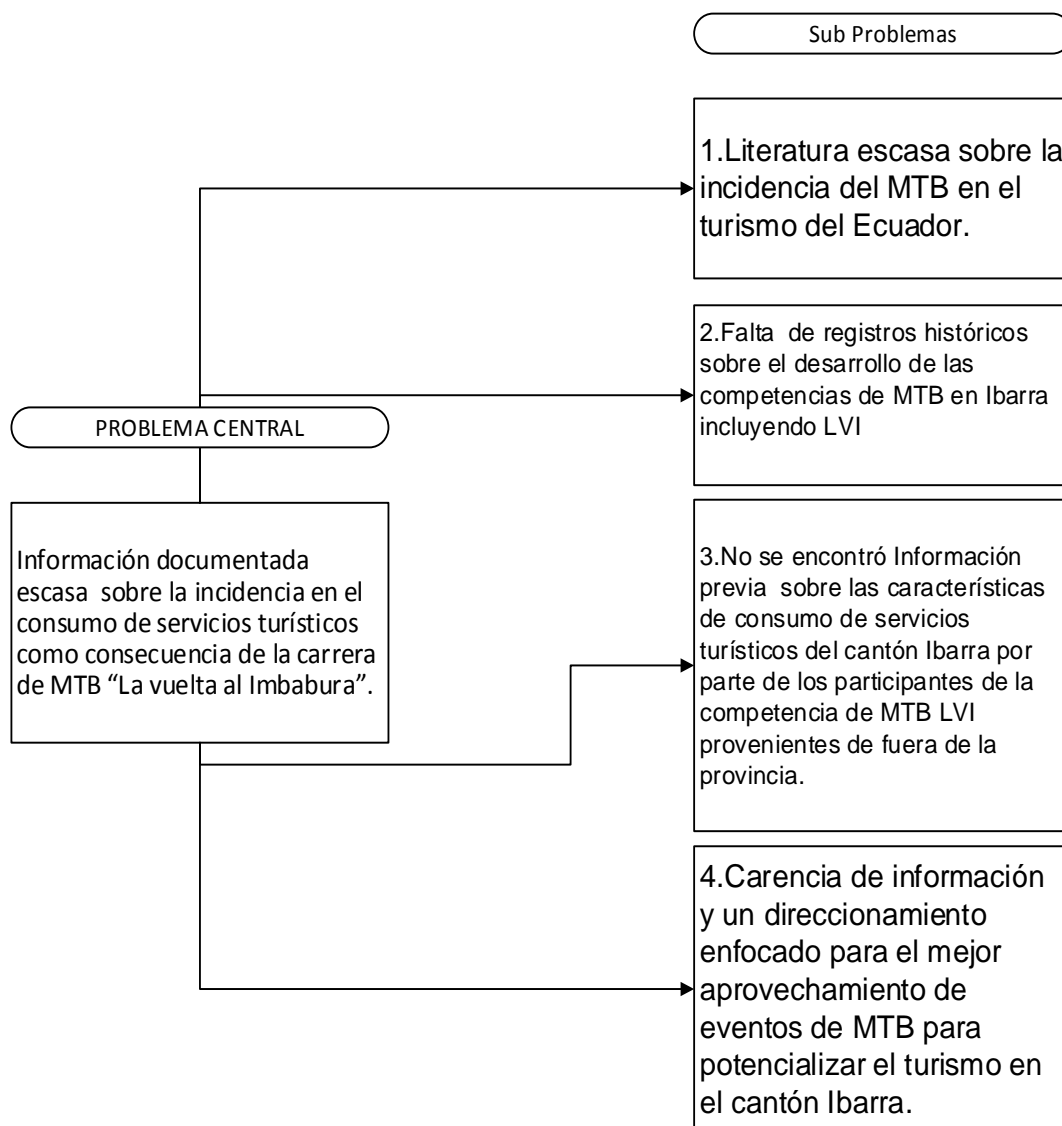 Sub Problemas
1.Literatura escasa sobre la
incidencia del MTB en el
turismo del Ecuador.
2.Falta de registros históricos
sobre el desarrollo de las
competencias de MTB en Ibarra
incluyendo LVI
PROBLEMA CENTRAL
Información documentada
escasa sobre la incidencia en el
consumo de servicios turísticos
como consecuencia de la carrera
de MTB “La vuelta al Imbabura”.
3.No se encontró Información
previa sobre las características
de consumo de servicios
turísticos del cantón Ibarra por
parte de los participantes de la
competencia de MTB LVI
provenientes de fuera de la
provincia.
4.Carencia de información
y un direccionamiento
enfocado para el mejor
aprovechamiento de
eventos de MTB para
potencializar el turismo en
el cantón Ibarra.